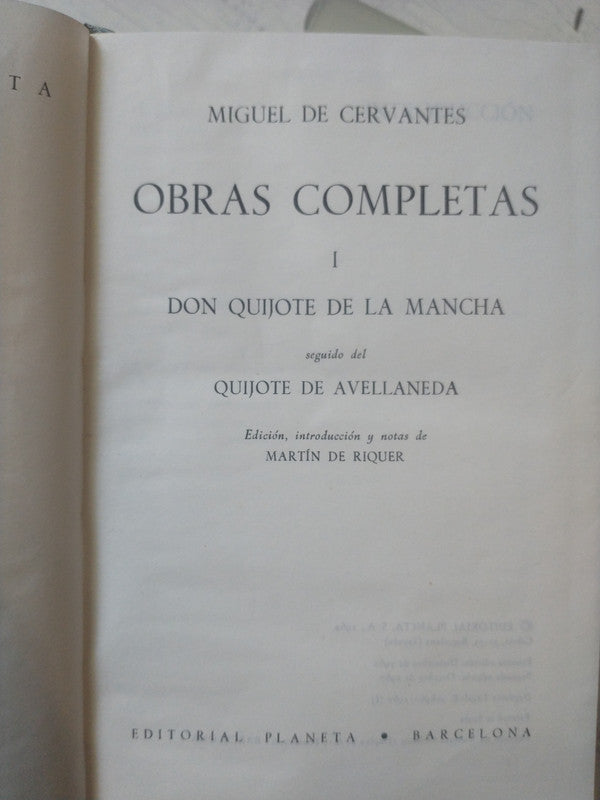 T A
MIGUEL DE CERVANTES
OBRAS COMPLETAS
I
DON QUIJOTE DE LA MANCHA
seguido del
QUIJOTE DE AVELLANEDA
Edición, introducción y notas de
MARTÍN DE RIQUER
EDITORIAL PLANETA • BARCELONA